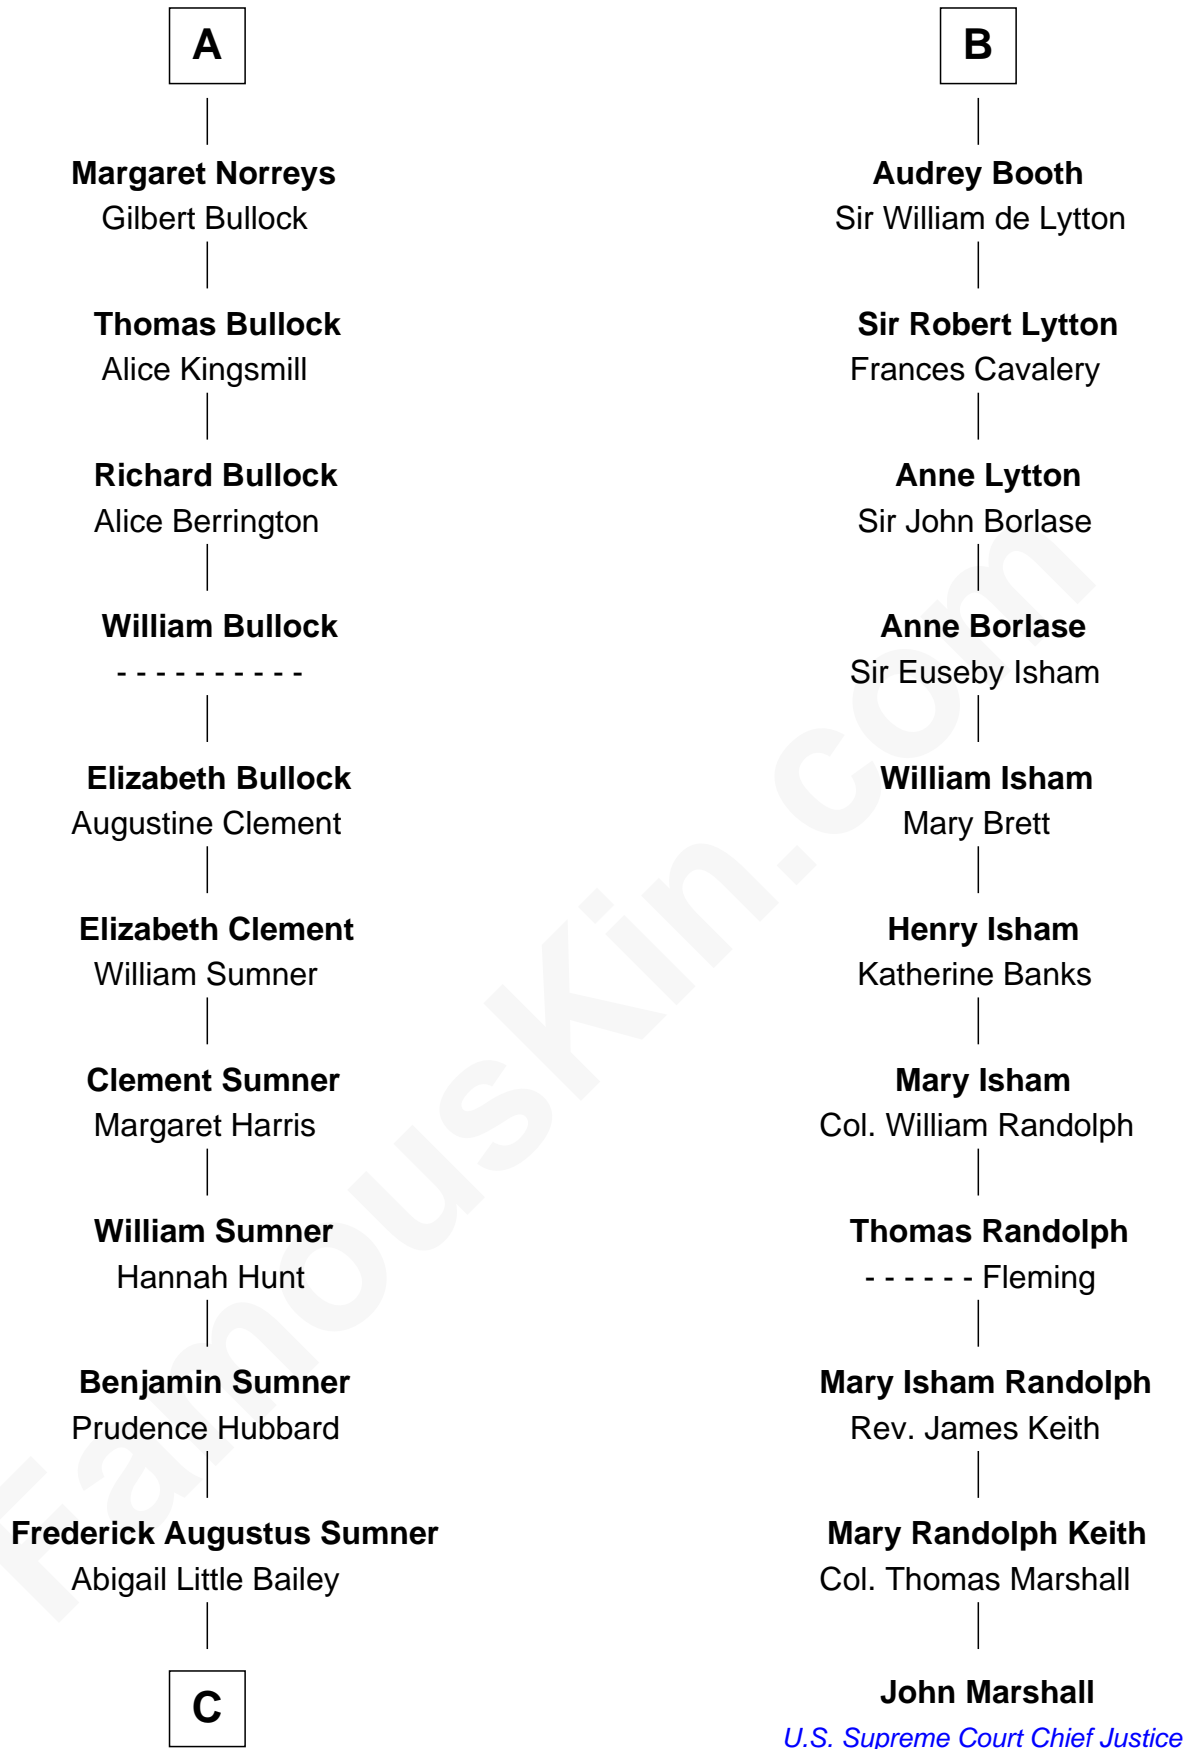 A
Margaret Norreys
Gilbert Bullock
Thomas Bullock
Alice Kingsmill
Richard Bullock
Alice Berrington
William Bullock
- - - - - - - - - -
Elizabeth Bullock
Augustine Clement
Elizabeth Clement
William Sumner
Clement Sumner
Margaret Harris
William Sumner
Hannah Hunt
Benjamin Sumner
Prudence Hubbard
Frederick Augustus Sumner
Abigail Little Bailey
C
B
Audrey Booth
Sir William de Lytton
Sir Robert Lytton
Frances Cavalery
Anne Lytton
Sir John Borlase
Anne Borlase
Sir Euseby Isham
William Isham
Mary Brett
Henry Isham
Katherine Banks
Mary Isham
Col. William Randolph
Thomas Randolph
- - - - - - Fleming
Mary Isham Randolph
Rev. James Keith
Mary Randolph Keith
Col. Thomas Marshall
John Marshall
U.S. Supreme Court Chief Justice
FamousKin.com